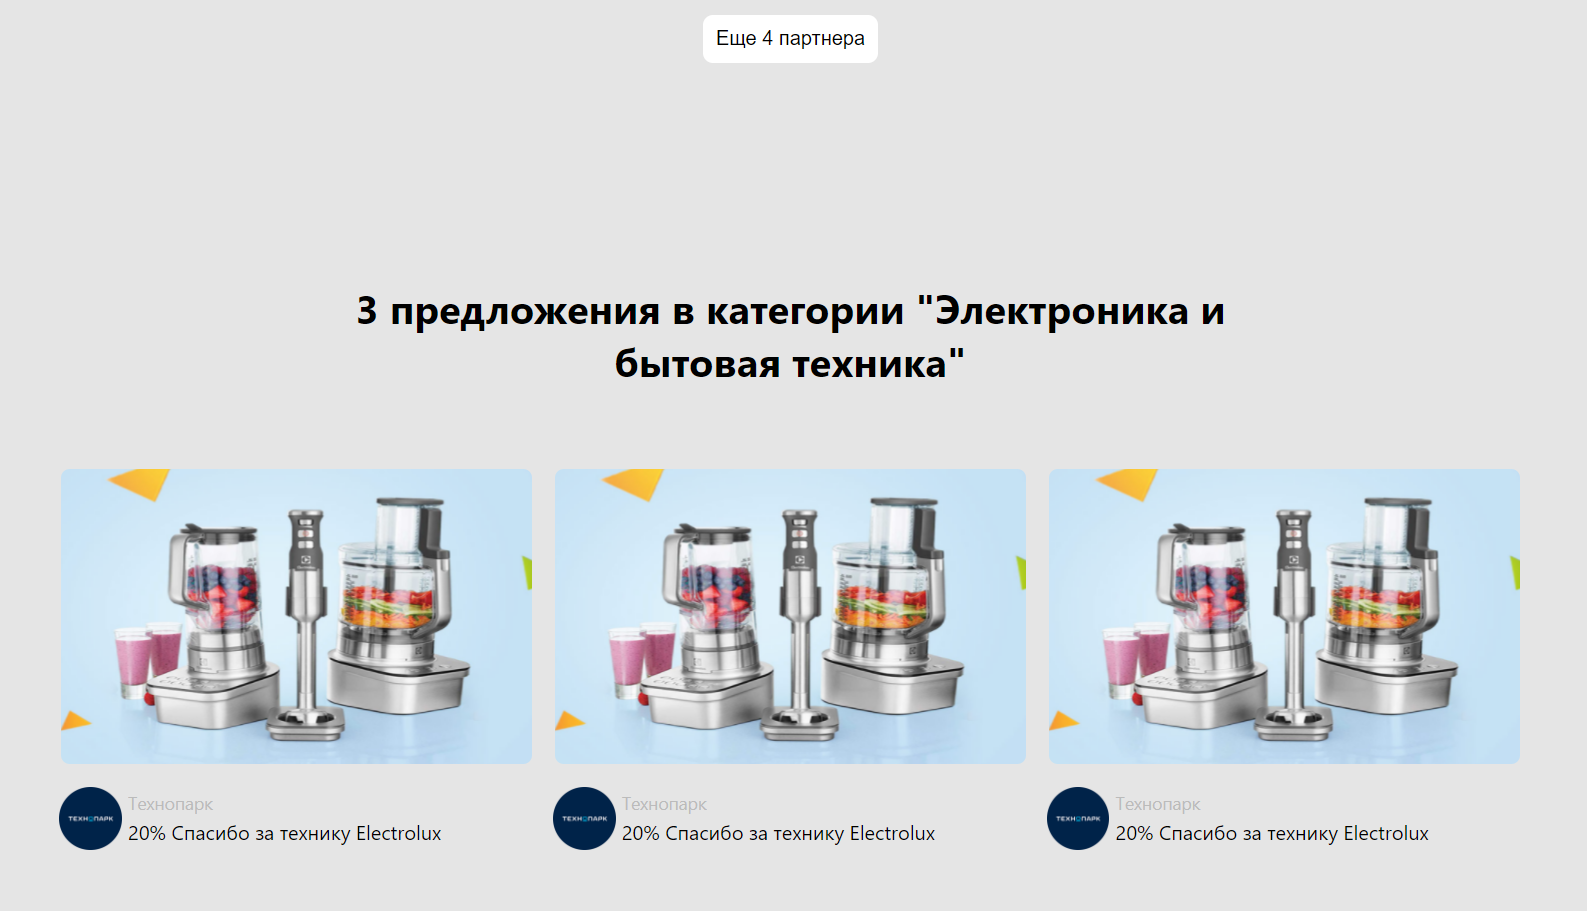 Еще 4 партнера
3 предложения в категории "Электроника и
бытовая техника"
ТЕХНОПАРК
Технопарк
20% Спасибо за технику Electrolux
ТЕХНОПАРК
Технопарк
20% Спасибо за технику Electrolux
ТЕХНОПАРК
Технопарк
20% Спасибо за технику Electrolux